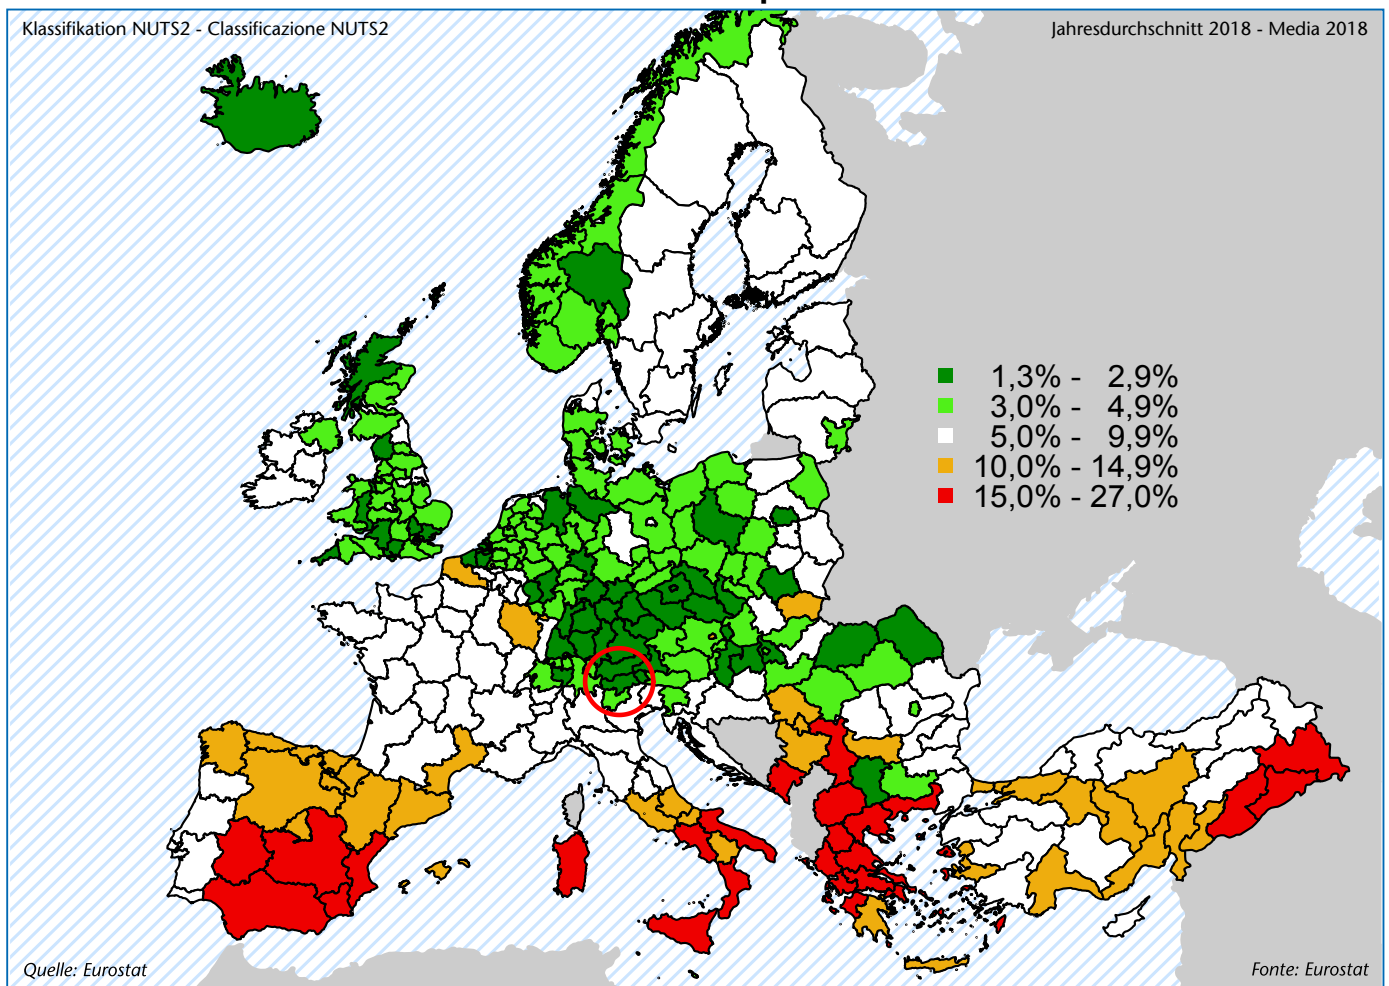 Klassifikation NUTS2 - Classificazione NUTS2
Jahresdurchschnitt 2018 - Media 2018
1,3% - 2,9%
3,0% - 4,9%
5,0% - 9,9%
10,0% - 14,9%
15,0% - 27,0%
Quelle: Eurostat
Fonte: Eurostat